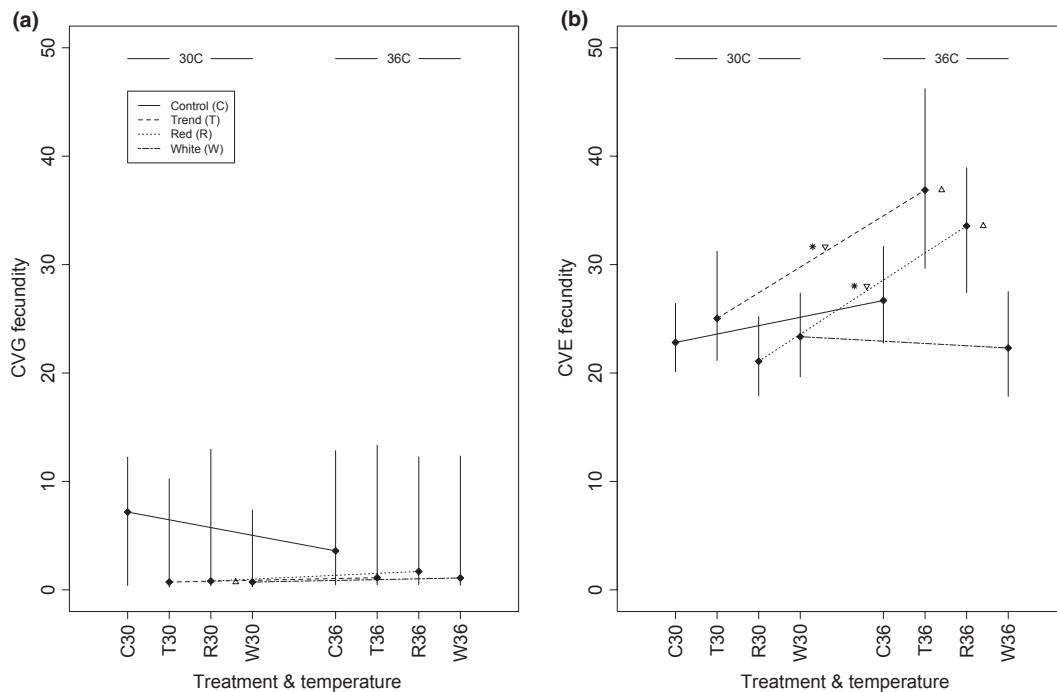 (a)
30C
36C
Control (C)
Trend (T)
Red (R)
White (W)
CVG fecundity
0
10
20
30
40
50
C30
T30
R30
W30
C36
T36
R36
W36
Treatment & temperature
(b)
30C
36C
CVE fecundity
0
10
20
30
40
50
C30
T30
R30
W30
C36
T36
R36
W36
Treatment & temperature